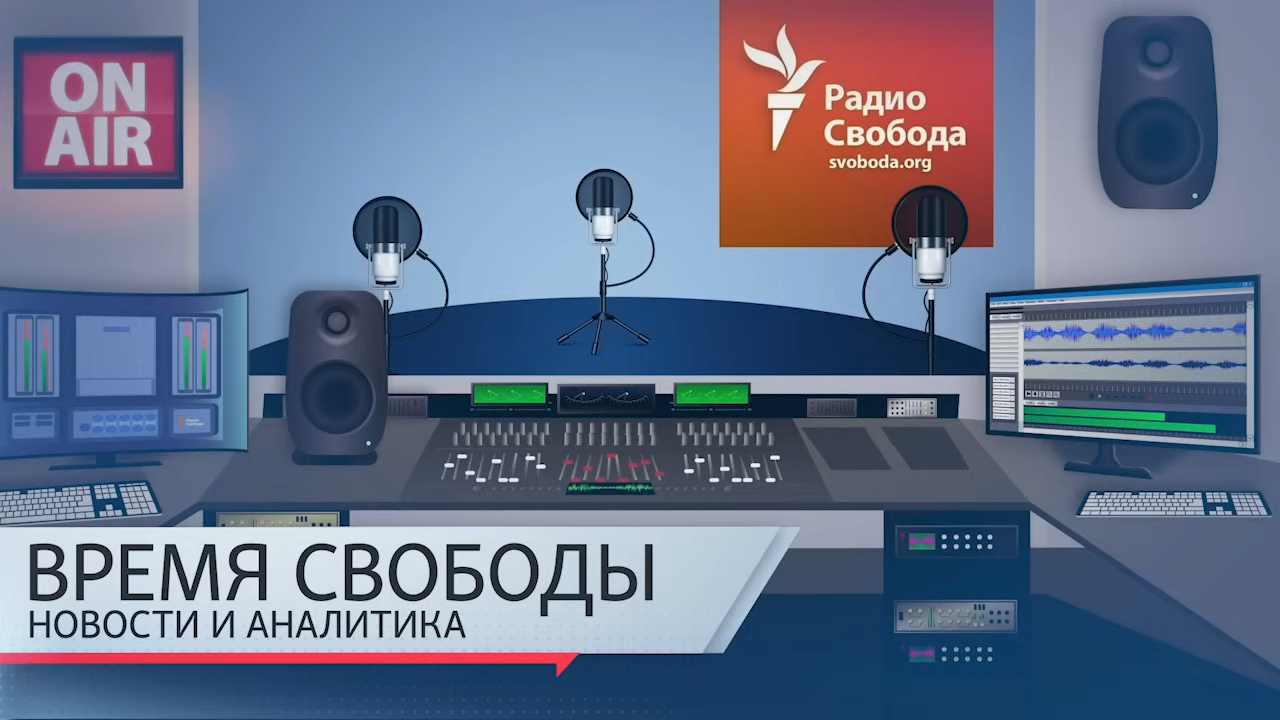 ON
AIR
Радио
Свобода
svoboda.org
ВРЕМЯ СВОБОДЫ
НОВОСТИ И АНАЛИТИКА